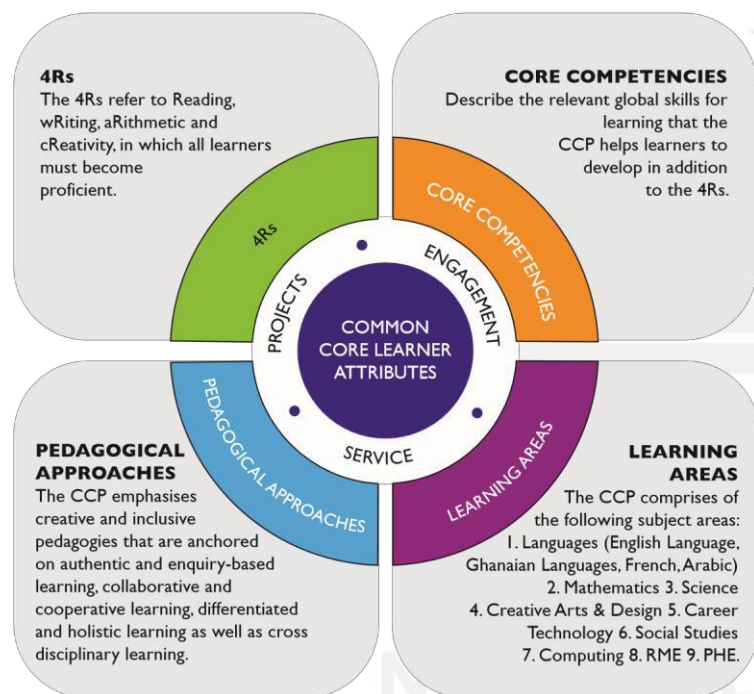 4Rs
The 4Rs refer to Reading,
wRiting, aRithmetic and
cReativity, in which all learners
must become
proficient.
CORE COMPETENCIES
Describe the relevant global skills for
learning that the
CCP helps learners to
develop in addition
to the 4Rs.
4Rs
CORE COMPETENCIES
PROJECTS
ENGAGEMENT
SERVICE
COMMON
CORE LEARNER
ATTRIBUTES
PEDAGOGICAL APPROACHES
LEARNING AREAS
PEDAGOGICAL
APPROACHES
The CCP emphasises
creative and inclusive
pedagogies that are anchored
on authentic and enquiry-based
learning, collaborative and
cooperative learning, differentiated
and holistic learning as well as cross
disciplinary learning.
LEARNING
AREAS
The CCP comprises of
the following subject areas:
1. Languages (English Language,
Ghanaian Languages, French, Arabic)
2. Mathematics 3. Science
4. Creative Arts & Design 5. Career
Technology 6. Social Studies
7. Computing 8. RME 9. PHE.